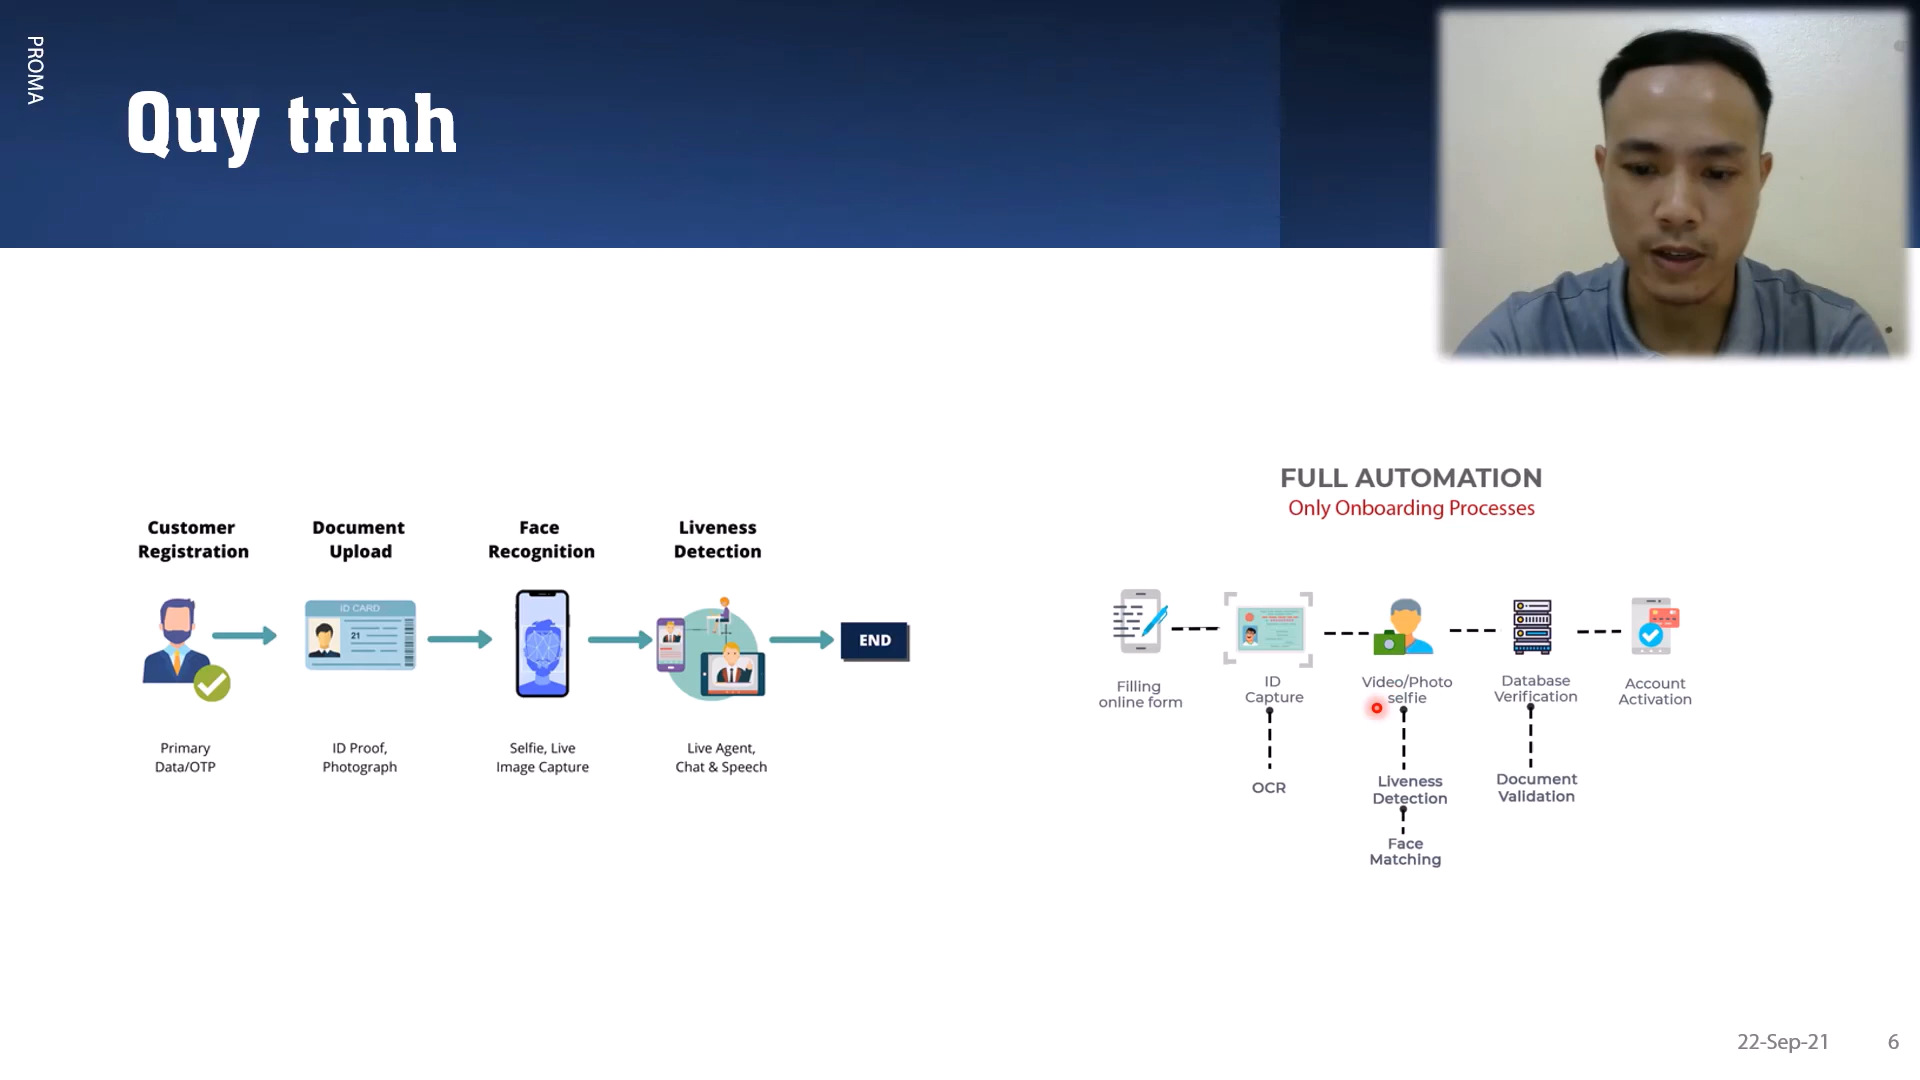 PROMA
Quy trình
Customer
Registration
Document
Upload
Face
Recognition
Liveness
Detection
iD CARD
21
END
Primary
Data/OTP
ID Proof,
Photograph
Selfie, Live
Image Capture
Live Agent,
Chat & Speech
FULL AUTOMATION
Only Onboarding Processes
Filling
online form
ID
Capture
Video/Photo
selfie
Database
Verification
Account
Activation
OCR
Liveness
Detection
Face
Matching
Document
Validation
22-Sep-21
6